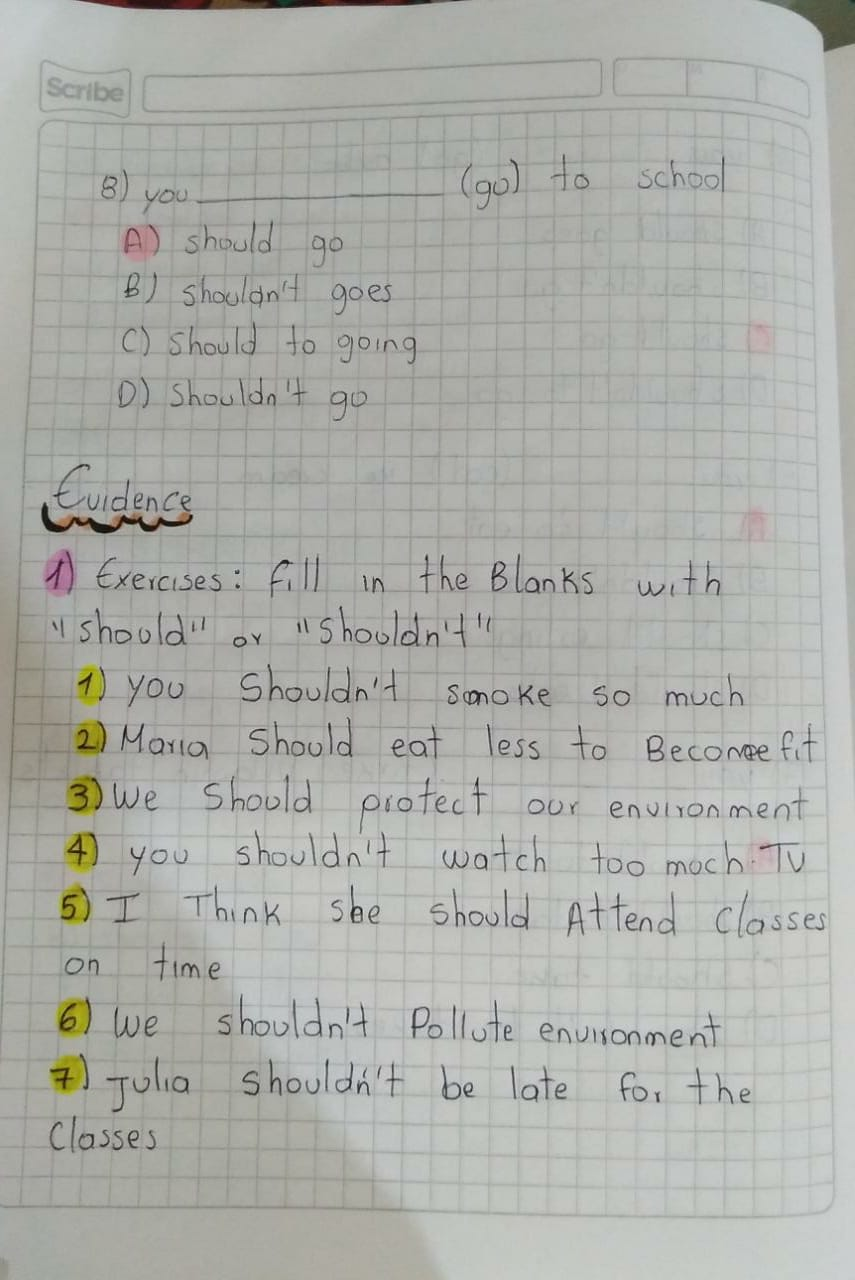 Scribe
8) you ____________ (go) to school
A) should go
B) shouldn't goes
C) should to going
D) shouldn't go
Evidence
1) Exercises: fill in the Blanks with
"should" or "shouldn't"
1) you shouldn't smoke so much
2) Maria should eat less to Become fit
3) We should protect our environment
4) you shouldn't watch too much TV
5) I Think she should Attend classes
on time
6) We shouldn't Pollute environment
7) Julia shouldn't be late for the
classes